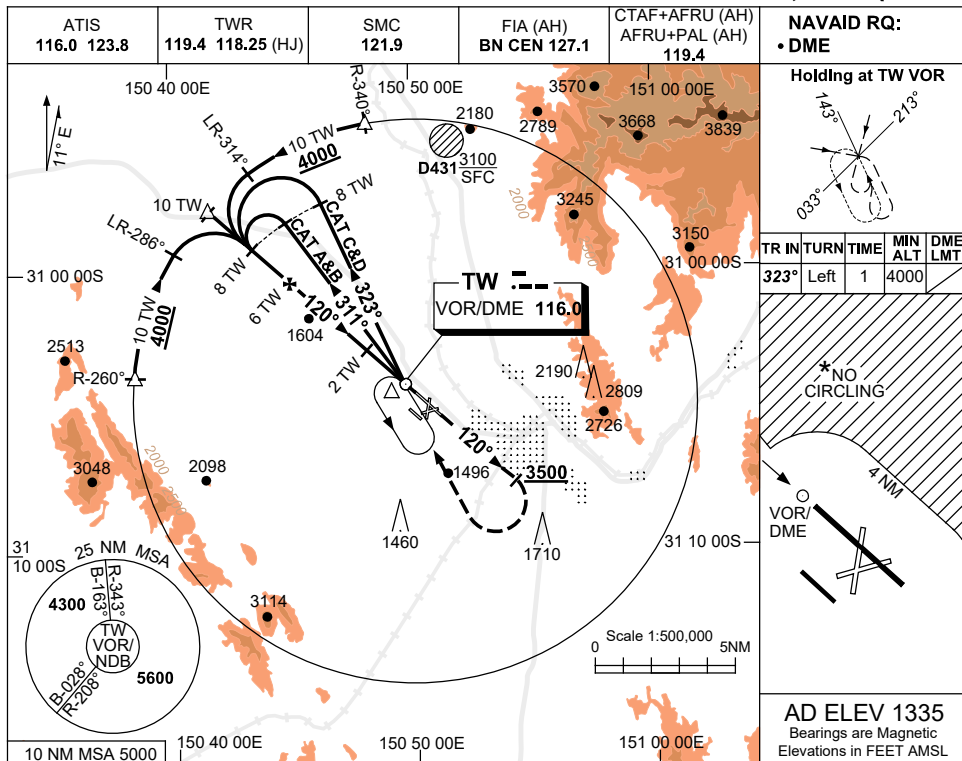 ATIS
116.0 123.8
TWR
119.4 118.25 (HJ)
SMC
121.9
FIA (AH)
BN CEN 127.1
CTAF+AFRU (AH)
AFRU+PAL (AH)
119.4
NAVAID RQ:
• DME
150 40 00E
150 50 00E
151 00 00E
11° E
R-340°
10 TW
4000
LR-314°
10 TW
LR-286°
10 TW
4000
R-260°
8 TW
8 TW
CAT C&D
323°
CAT A&B
311°
6 TW
120°
2 TW
1604
2180
D431 3100
SFC
2789
3570
3668
3839
3245
3150
2000
31 00 00S
31 00 00S
TW
VOR/DME 116.0
2513
3048
2098
2000
2500
2190
2809
2726
120°
3500
1496
1460
1710
31
10 00S
31 10 00S
3114
25 NM MSA
R-343°
B-163°
4300
TW
VOR/
NDB
5600
B-028°
R-208°
10 NM MSA 5000
150 40 00E
150 50 00E
151 00 00E
Scale 1:500,000
0
5NM
Holding at TW VOR
143°
213°
033°
TR IN
TURN
TIME
MIN
ALT
DME
LMT
323°
Left
1
4000
*NO
CIRCLING
4 NM
VOR/
DME
AD ELEV 1335
Bearings are Magnetic
Elevations in FEET AMSL